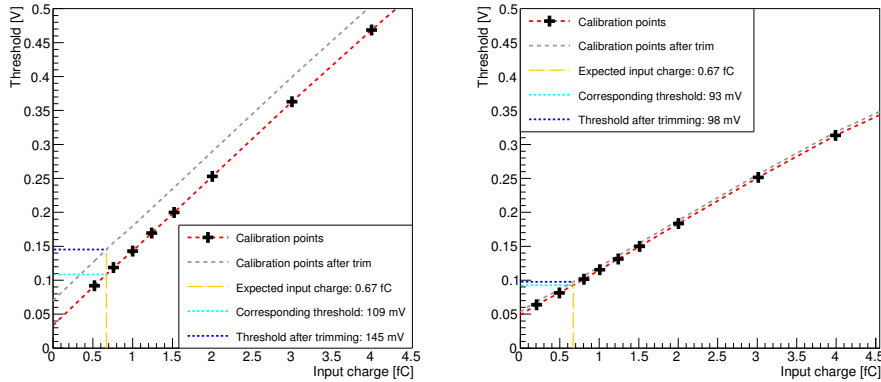 Threshold [V]
0.5
0.45
0.4
0.35
0.3
0.25
0.2
0.15
0.1
0.05
0
0 0.5 1 1.5 2 2.5 3 3.5 4 4.5
Input charge [fC]
Calibration points
Calibration points after trim
Expected input charge: 0.67 fC
Corresponding threshold: 109 mV
Threshold after trimming: 145 mV
Threshold [V]
0.5
0.45
0.4
0.35
0.3
0.25
0.2
0.15
0.1
0.05
0
0 0.5 1 1.5 2 2.5 3 3.5 4 4.5
Input charge [fC]
Calibration points
Calibration points after trim
Expected input charge: 0.67 fC
Corresponding threshold: 93 mV
Threshold after trimming: 98 mV